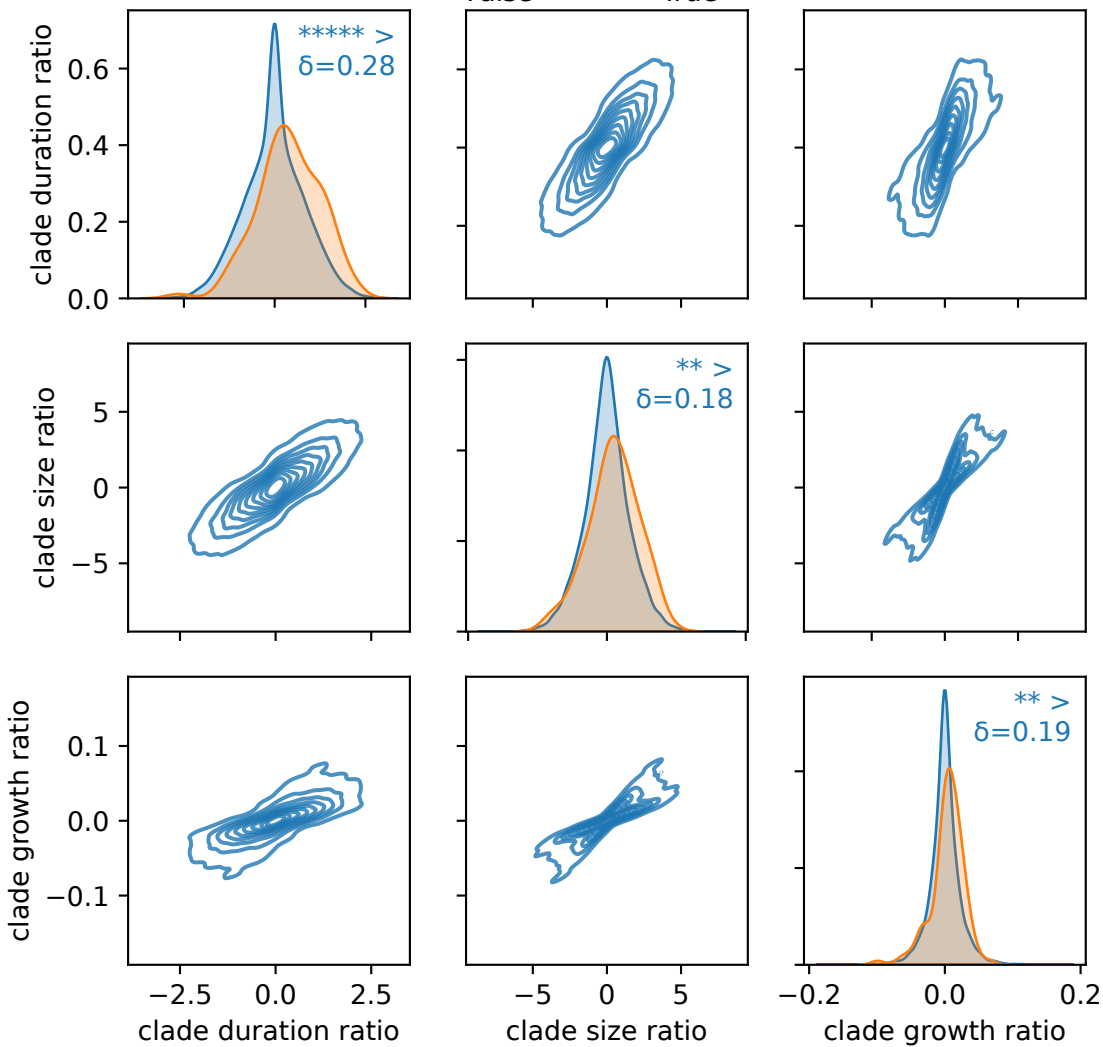 clade duration ratio
0.6
0.4
0.2
0.0
***** >
δ=0.28
clade size ratio
5
0
−5
** >
δ=0.18
clade growth ratio
0.1
0.0
−0.1
** >
δ=0.19
−2.5 0.0 2.5
−5 0 5
−0.2 0.0 0.2
clade duration ratio
clade size ratio
clade growth ratio